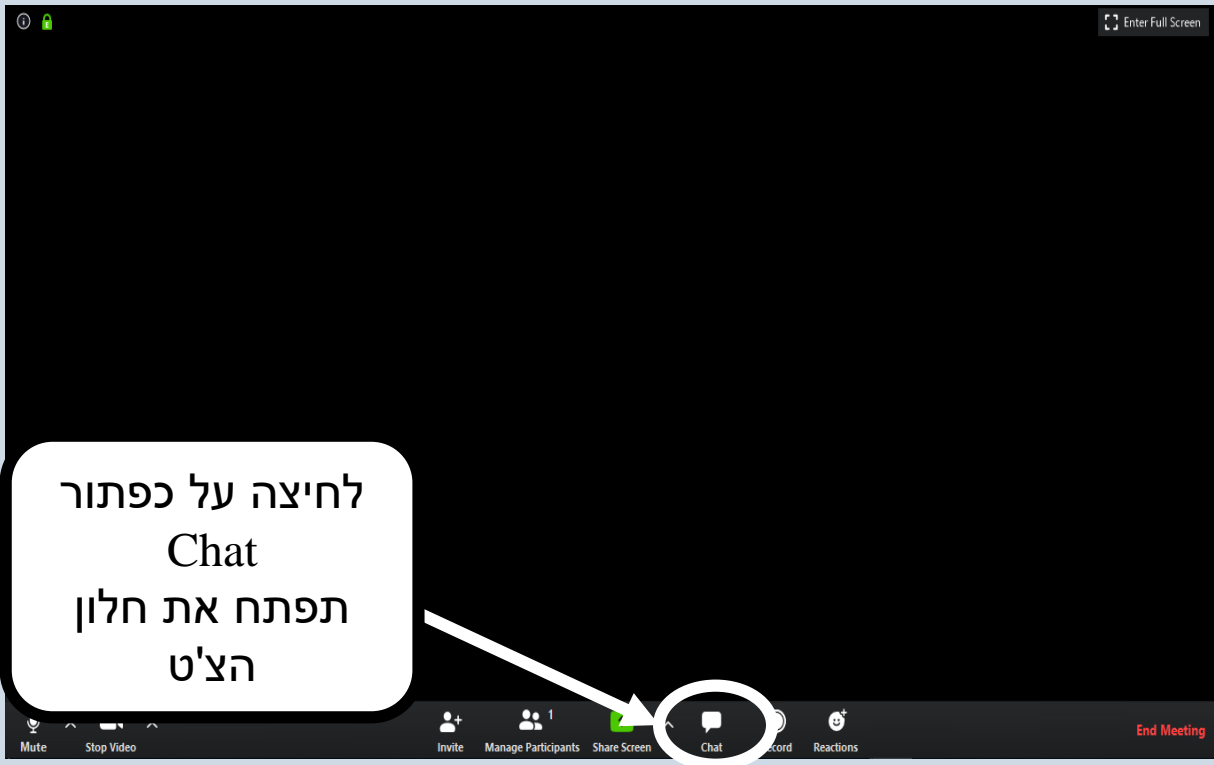 Enter Full Screen
לחיצה על כפתור
Chat
תפתח את חלון
הצ'ט
Mute
Stop Video
Invite
1
Manage Participants
Share Screen
Chat
Reactions
End Meeting